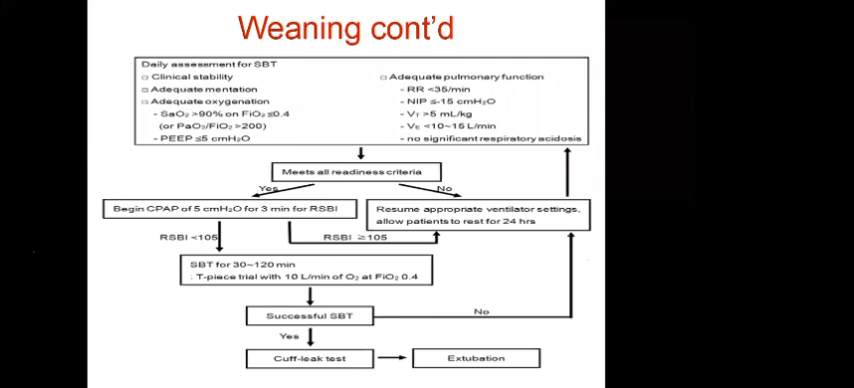 Weaning cont'd
Daily assessment for SBT
□ Clinical stability
□ Adequate mentation
□ Adequate oxygenation
- SaO₂ >90% on FiO₂ ≤0.4
(or PaO₂/FiO₂ >200)
- PEEP ≤5 cmH₂O
□ Adequate pulmonary function
- RR <35/min
- NIP ≤-15 cmH₂O
- VT >5 mL/kg
- VE <10~15 L/min
- no significant respiratory acidosis
Meets all readiness criteria
Yes
No
Begin CPAP of 5 cmH₂O for 3 min for RSBI
Resume appropriate ventilator settings,
allow patients to rest for 24 hrs
RSBI <105
RSBI ≥105
SBT for 30~120 min
: T-piece trial with 10 L/min of O₂ at FiO₂ 0.4
Successful SBT
No
Yes
Cuff-leak test
Extubation